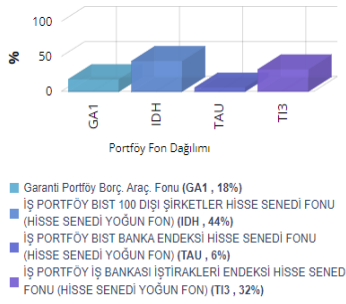 100
50
0
%
GA1
IDH
TAU
TI3
Portföy Fon Dağılımı
Garanti Portföy Borç. Araç. Fonu (GA1 , 18%)
İŞ PORTFÖY BIST 100 DIŞI ŞİRKETLER HİSSE SENEDİ FONU
(HİSSE SENEDİ YOĞUN FON) (IDH , 44%)
İŞ PORTFÖY BIST BANKA ENDEKSİ HİSSE SENEDİ FONU
(HİSSE SENEDİ YOĞUN FON) (TAU , 6%)
İŞ PORTFÖY İŞ BANKASI İŞTİRAKLERİ ENDEKSİ HİSSE SENED
FONU (HİSSE SENEDİ YOĞUN FON) (TI3 , 32%)